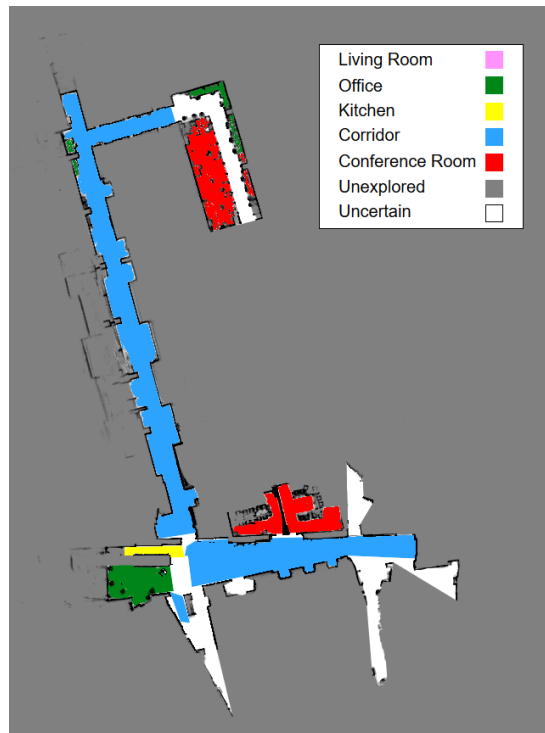 Living Room
Office
Kitchen
Corridor
Conference Room
Unexplored
Uncertain